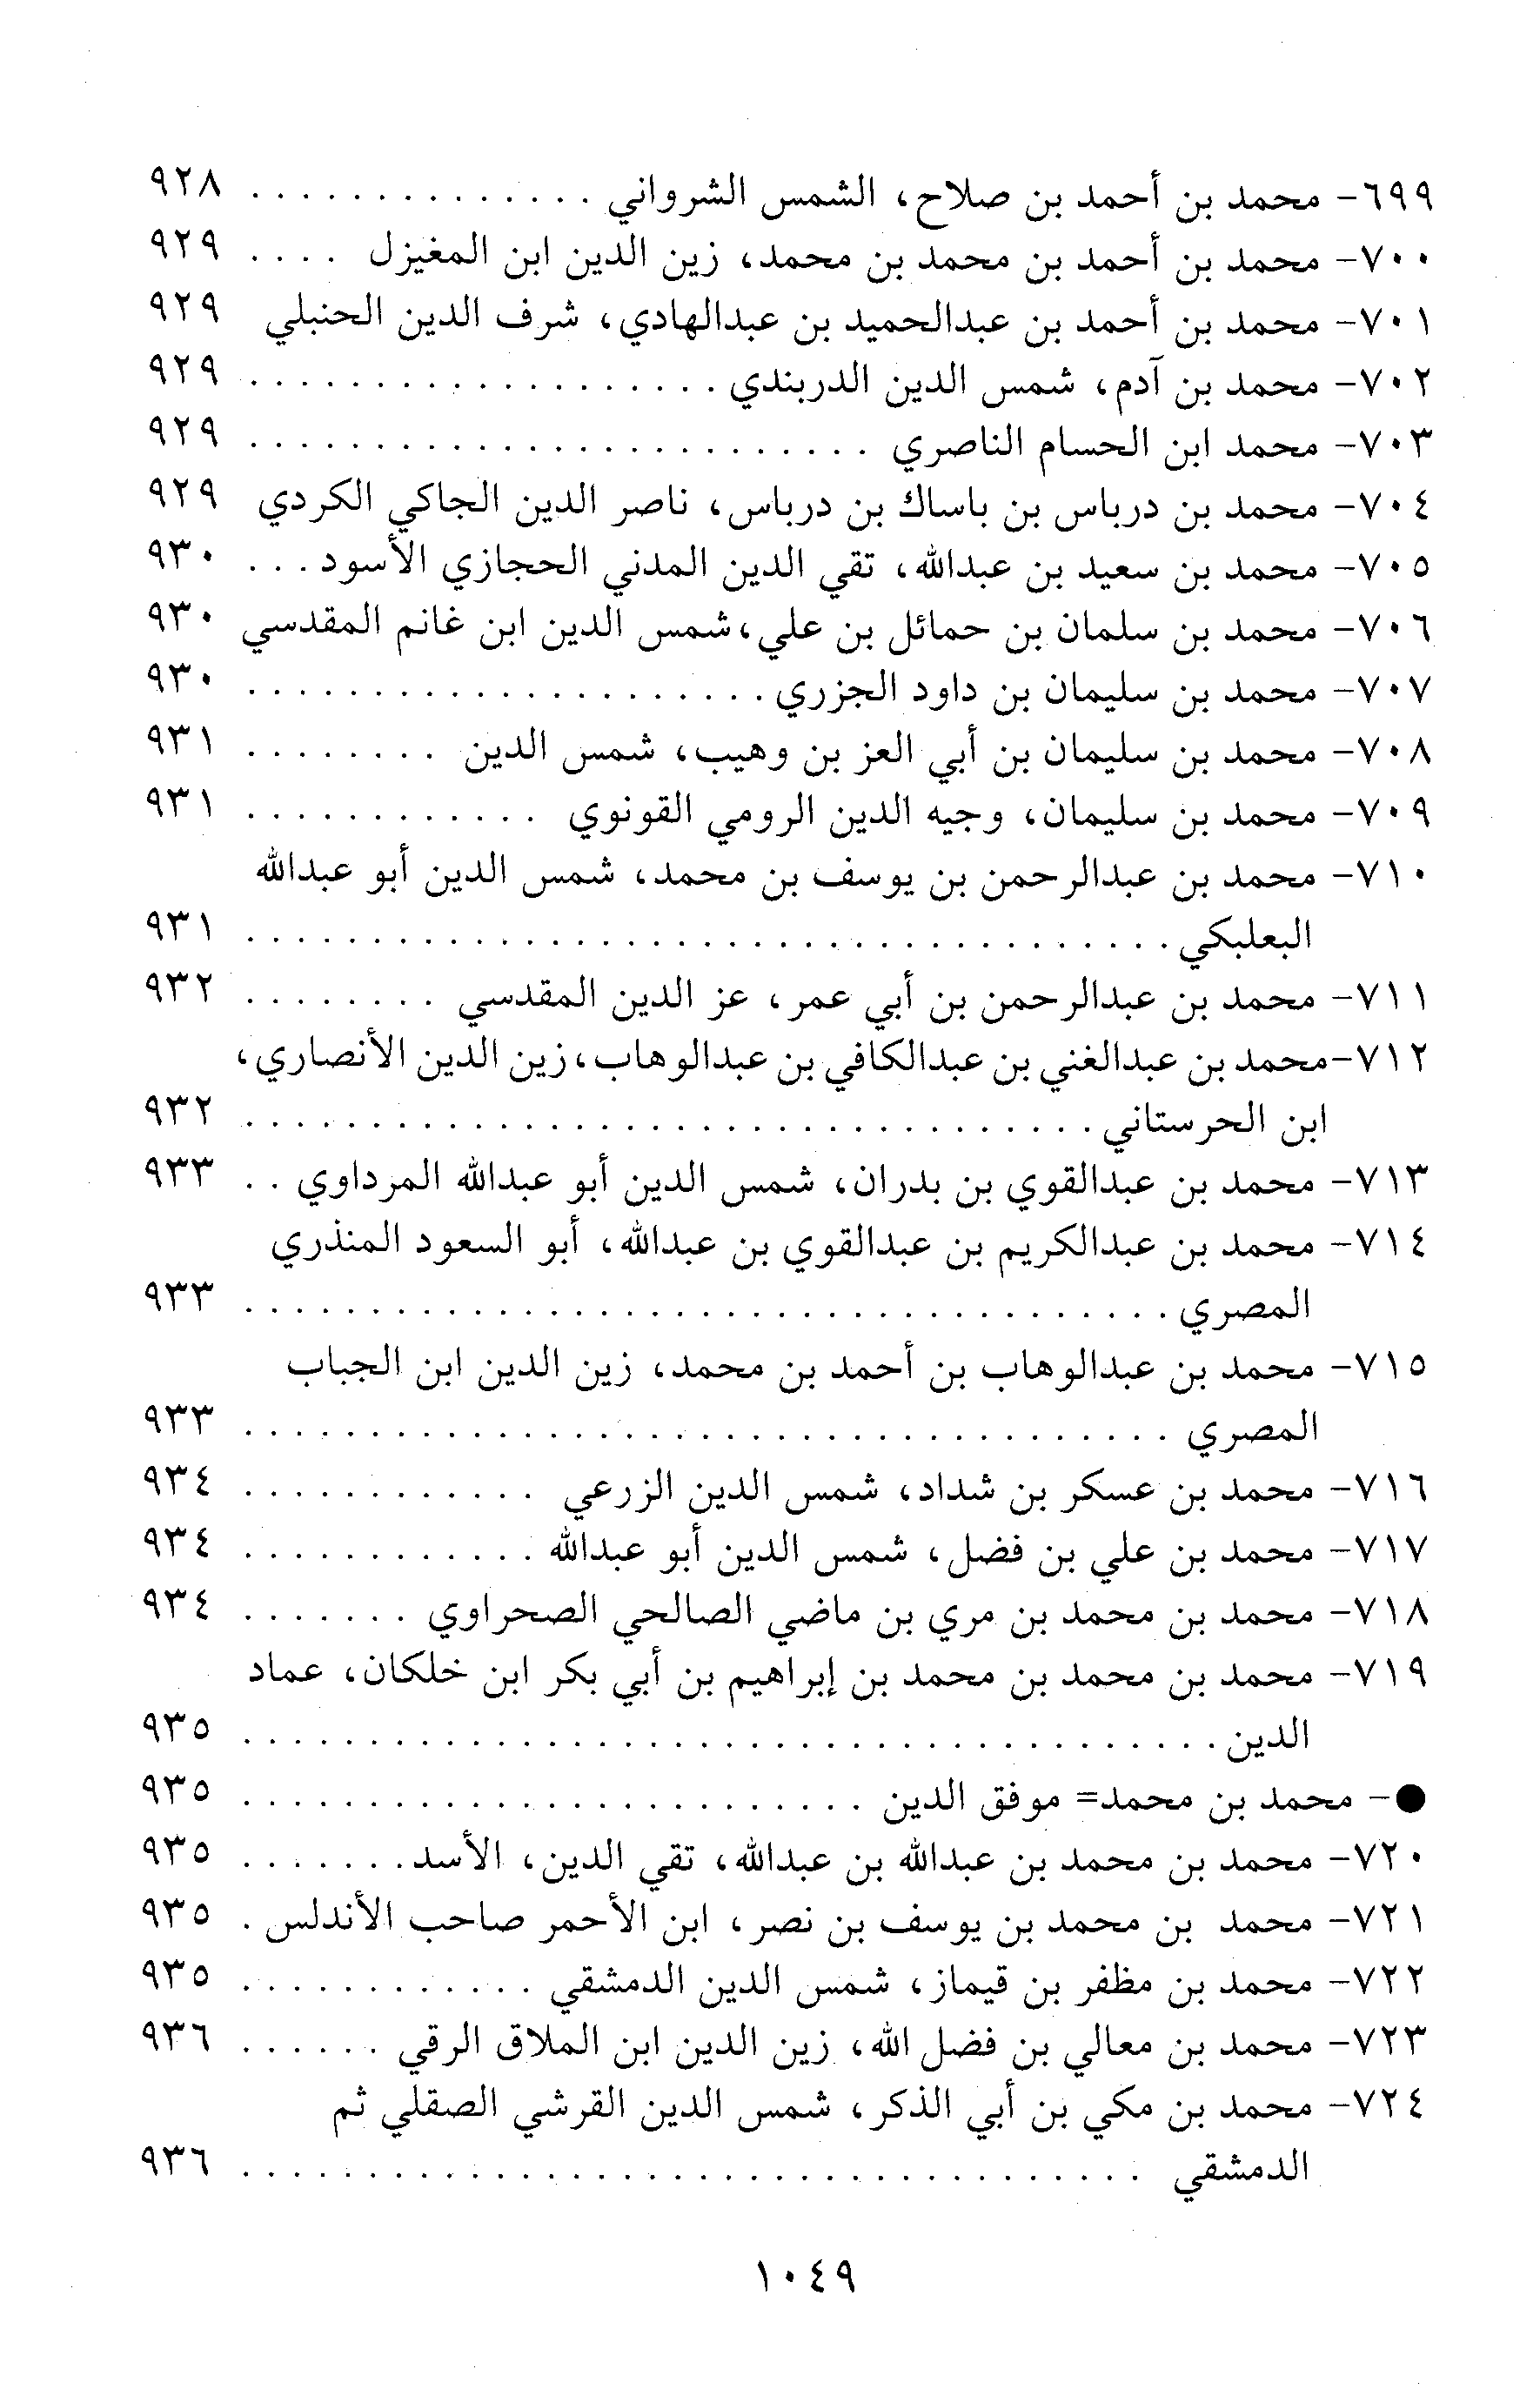 ٦٩٩- محمد بن أحمد بن صلاح، الشمس الشرواني . . . . . . . . . . . . . . ٩٢٨
٧٠٠- محمد بن أحمد بن محمد بن محمد، زين الدين ابن المغيزل . . . . ٩٢٩
٧٠١- محمد بن أحمد بن عبدالحميد بن عبدالهادي، شرف الدين الحنبلي ٩٢٩
٧٠٢- محمد بن آدم، شمس الدين الدربندي . . . . . . . . . . . . . . . . . . . ٩٢٩
٧٠٣- محمد ابن الحسام الناصري . . . . . . . . . . . . . . . . . . . . . . . . . ٩٢٩
٧٠٤- محمد بن درباس بن باساك بن درباس، ناصر الدين الجاكي الكردي ٩٢٩
٧٠٥- محمد بن سعيد بن عبدالله، تقي الدين المدني الحجازي الأسود . . . ٩٣٠
٧٠٦- محمد بن سلمان بن حمائل بن علي، شمس الدين ابن غانم المقدسي ٩٣٠
٧٠٧- محمد بن سليمان بن داود الجزري . . . . . . . . . . . . . . . . . . . . . ٩٣٠
٧٠٨- محمد بن سليمان بن أبي العز بن وهيب، شمس الدين . . . . . . . . ٩٣١
٧٠٩- محمد بن سليمان، وجيه الدين الرومي القونوي . . . . . . . . . . . . ٩٣١
٧١٠- محمد بن عبدالرحمن بن يوسف بن محمد، شمس الدين أبو عبدالله
البعلبكي . . . . . . . . . . . . . . . . . . . . . . . . . . . . . . . . . . . . . ٩٣١
٧١١- محمد بن عبدالرحمن بن أبي عمر، عز الدين المقدسي . . . . . . . . ٩٣٢
٧١٢- محمد بن عبدالغني بن عبدالكافي بن عبدالوهاب، زين الدين الأنصاري،
ابن الحرستاني . . . . . . . . . . . . . . . . . . . . . . . . . . . . . . . . . . ٩٣٢
٧١٣- محمد بن عبدالقوي بن بدران، شمس الدين أبو عبدالله المرداوي . . ٩٣٣
٧١٤- محمد بن عبدالكريم بن عبدالقوي بن عبدالله، أبو السعود المنذري
المصري . . . . . . . . . . . . . . . . . . . . . . . . . . . . . . . . . . . . . ٩٣٣
٧١٥- محمد بن عبدالوهاب بن أحمد بن محمد، زين الدين ابن الجباب
المصري . . . . . . . . . . . . . . . . . . . . . . . . . . . . . . . . . . . . . ٩٣٣
٧١٦- محمد بن عسكر بن شداد، شمس الدين الزرعي . . . . . . . . . . . . ٩٣٤
٧١٧- محمد بن علي بن فضل، شمس الدين أبو عبدالله . . . . . . . . . . . . ٩٣٤
٧١٨- محمد بن محمد بن مري بن ماضي الصالحي الصحراوي . . . . . . . ٩٣٤
٧١٩- محمد بن محمد بن محمد بن إبراهيم بن أبي بكر ابن خلكان، عماد
الدين . . . . . . . . . . . . . . . . . . . . . . . . . . . . . . . . . . . . . . . ٩٣٥
●- محمد بن محمد= موفق الدين . . . . . . . . . . . . . . . . . . . . . . . . . ٩٣٥
٧٢٠- محمد بن محمد بن عبدالله بن عبدالله، تقي الدين، الأسد . . . . . . . ٩٣٥
٧٢١- محمد بن محمد بن يوسف بن نصر، ابن الأحمر صاحب الأندلس . ٩٣٥
٧٢٢- محمد بن مظفر بن قيماز، شمس الدين الدمشقي . . . . . . . . . . . . ٩٣٥
٧٢٣- محمد بن معالي بن فضل الله، زين الدين ابن الملاق الرقي . . . . . . ٩٣٦
٧٢٤- محمد بن مكي بن أبي الذكر، شمس الدين القرشي الصقلي ثم
الدمشقي . . . . . . . . . . . . . . . . . . . . . . . . . . . . . . . . . . . . ٩٣٦
١٠٤٩